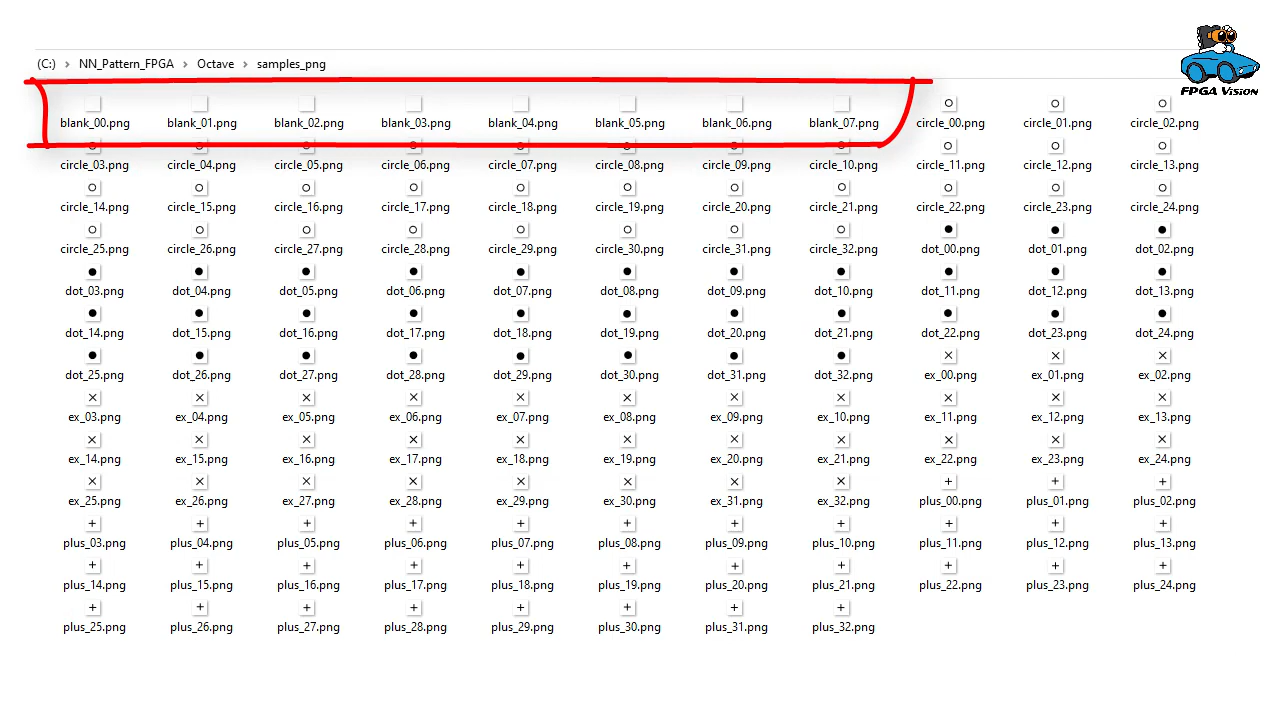 (C:) > NN_Pattern_FPGA > Octave > samples_png
FPGA Vision
blank_00.png blank_01.png blank_02.png blank_03.png blank_04.png blank_05.png blank_06.png blank_07.png circle_00.png circle_01.png circle_02.png
circle_03.png circle_04.png circle_05.png circle_06.png circle_07.png circle_08.png circle_09.png circle_10.png circle_11.png circle_12.png circle_13.png
circle_14.png circle_15.png circle_16.png circle_17.png circle_18.png circle_19.png circle_20.png circle_21.png circle_22.png circle_23.png circle_24.png
circle_25.png circle_26.png circle_27.png circle_28.png circle_29.png circle_30.png circle_31.png circle_32.png dot_00.png dot_01.png dot_02.png
dot_03.png dot_04.png dot_05.png dot_06.png dot_07.png dot_08.png dot_09.png dot_10.png dot_11.png dot_12.png dot_13.png
dot_14.png dot_15.png dot_16.png dot_17.png dot_18.png dot_19.png dot_20.png dot_21.png dot_22.png dot_23.png dot_24.png
dot_25.png dot_26.png dot_27.png dot_28.png dot_29.png dot_30.png dot_31.png dot_32.png ex_00.png ex_01.png ex_02.png
ex_03.png ex_04.png ex_05.png ex_06.png ex_07.png ex_08.png ex_09.png ex_10.png ex_11.png ex_12.png ex_13.png
ex_14.png ex_15.png ex_16.png ex_17.png ex_18.png ex_19.png ex_20.png ex_21.png ex_22.png ex_23.png ex_24.png
ex_25.png ex_26.png ex_27.png ex_28.png ex_29.png ex_30.png ex_31.png ex_32.png plus_00.png plus_01.png plus_02.png
plus_03.png plus_04.png plus_05.png plus_06.png plus_07.png plus_08.png plus_09.png plus_10.png plus_11.png plus_12.png plus_13.png
plus_14.png plus_15.png plus_16.png plus_17.png plus_18.png plus_19.png plus_20.png plus_21.png plus_22.png plus_23.png plus_24.png
plus_25.png plus_26.png plus_27.png plus_28.png plus_29.png plus_30.png plus_31.png plus_32.png